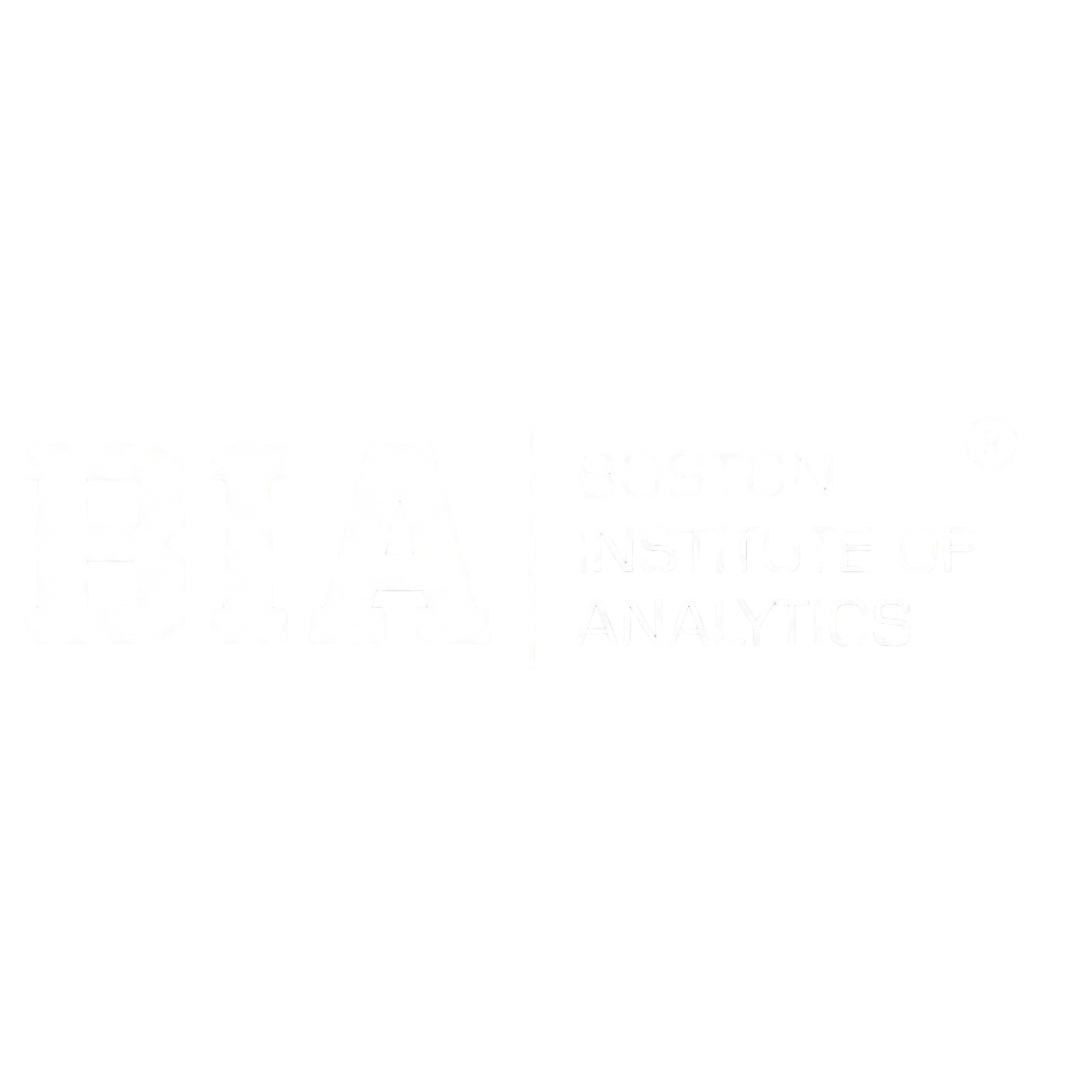 BIA
BOSTON
INSTITUTE OF
ANALYTICS
®